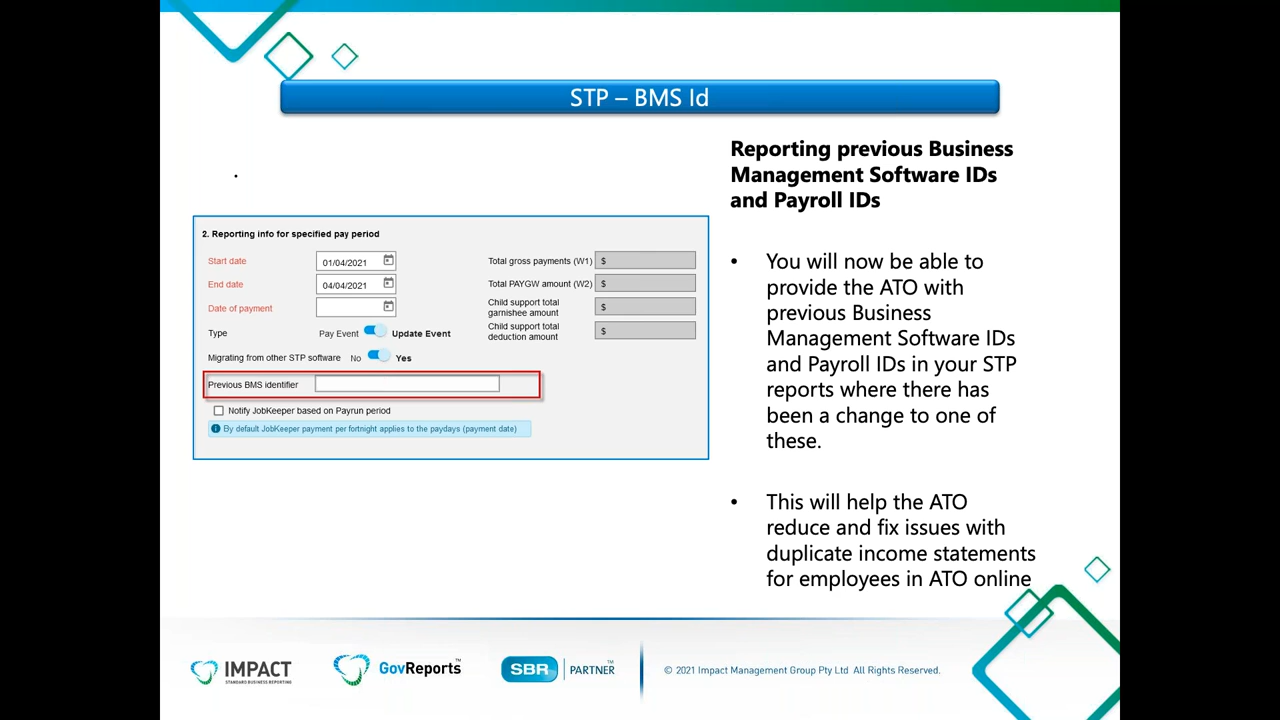 STP – BMS Id
Reporting previous Business
Management Software IDs
and Payroll IDs
•
2. Reporting info for specified pay period
Start date 01/04/2021 Total gross payments (W1) $
End date 04/04/2021 Total PAYGW amount (W2) $
Date of payment Child support total
garnishee amount $
Type Pay Event Update Event Child support total
deduction amount $
Migrating from other STP software No Yes
Previous BMS identifier
Notify JobKeeper based on Payrun period
By default JobKeeper payment per fortnight applies to the paydays (payment date)
• You will now be able to
provide the ATO with
previous Business
Management Software IDs
and Payroll IDs in your STP
reports where there has
been a change to one of
these.
• This will help the ATO
reduce and fix issues with
duplicate income statements
for employees in ATO online
IMPACT
STANDARD BUSINESS REPORTING
GovReports™
SBR PARTNER™
© 2021 Impact Management Group Pty Ltd All Rights Reserved.